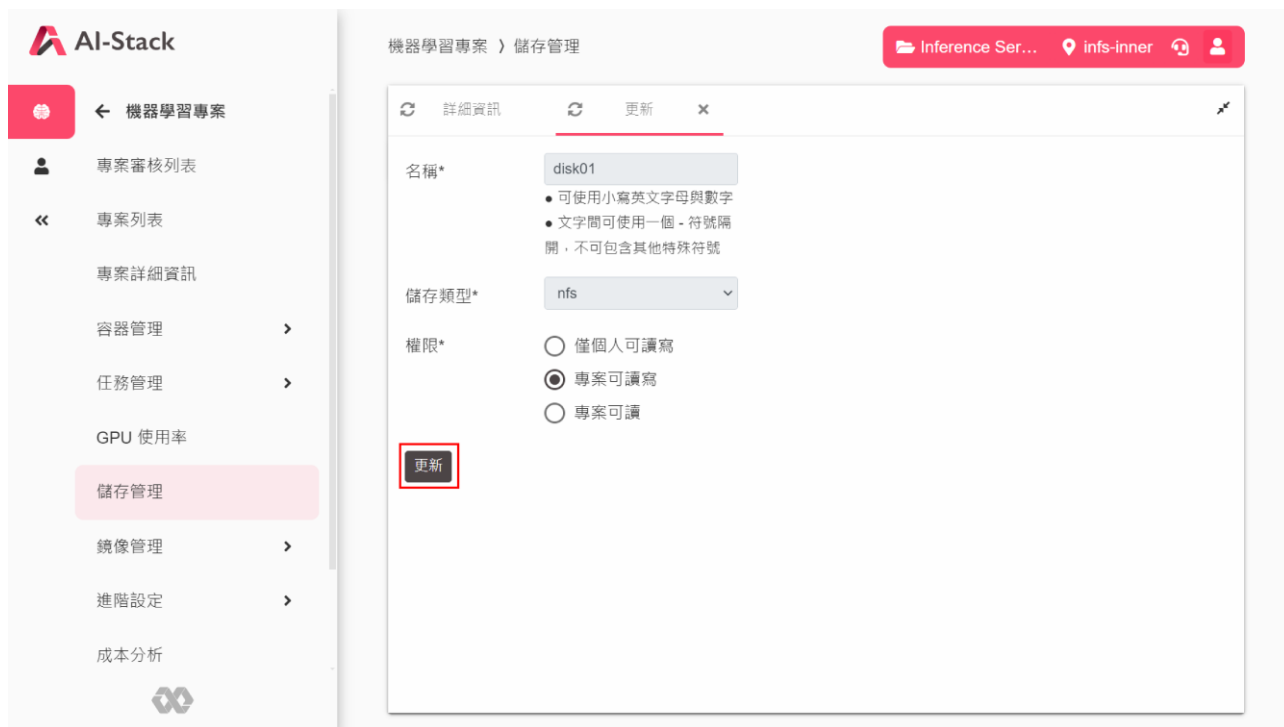 AI-Stack
機器學習專案 〉儲存管理
Inference Ser...
infs-inner
機器學習專案
專案審核列表
專案列表
專案詳細資訊
容器管理
任務管理
GPU 使用率
儲存管理
鏡像管理
進階設定
成本分析
詳細資訊
更新
名稱*
disk01
● 可使用小寫英文字母與數字
● 文字間可使用一個 - 符號隔
開，不可包含其他特殊符號
儲存類型*
nfs
權限*
僅個人可讀寫
專案可讀寫
專案可讀
更新